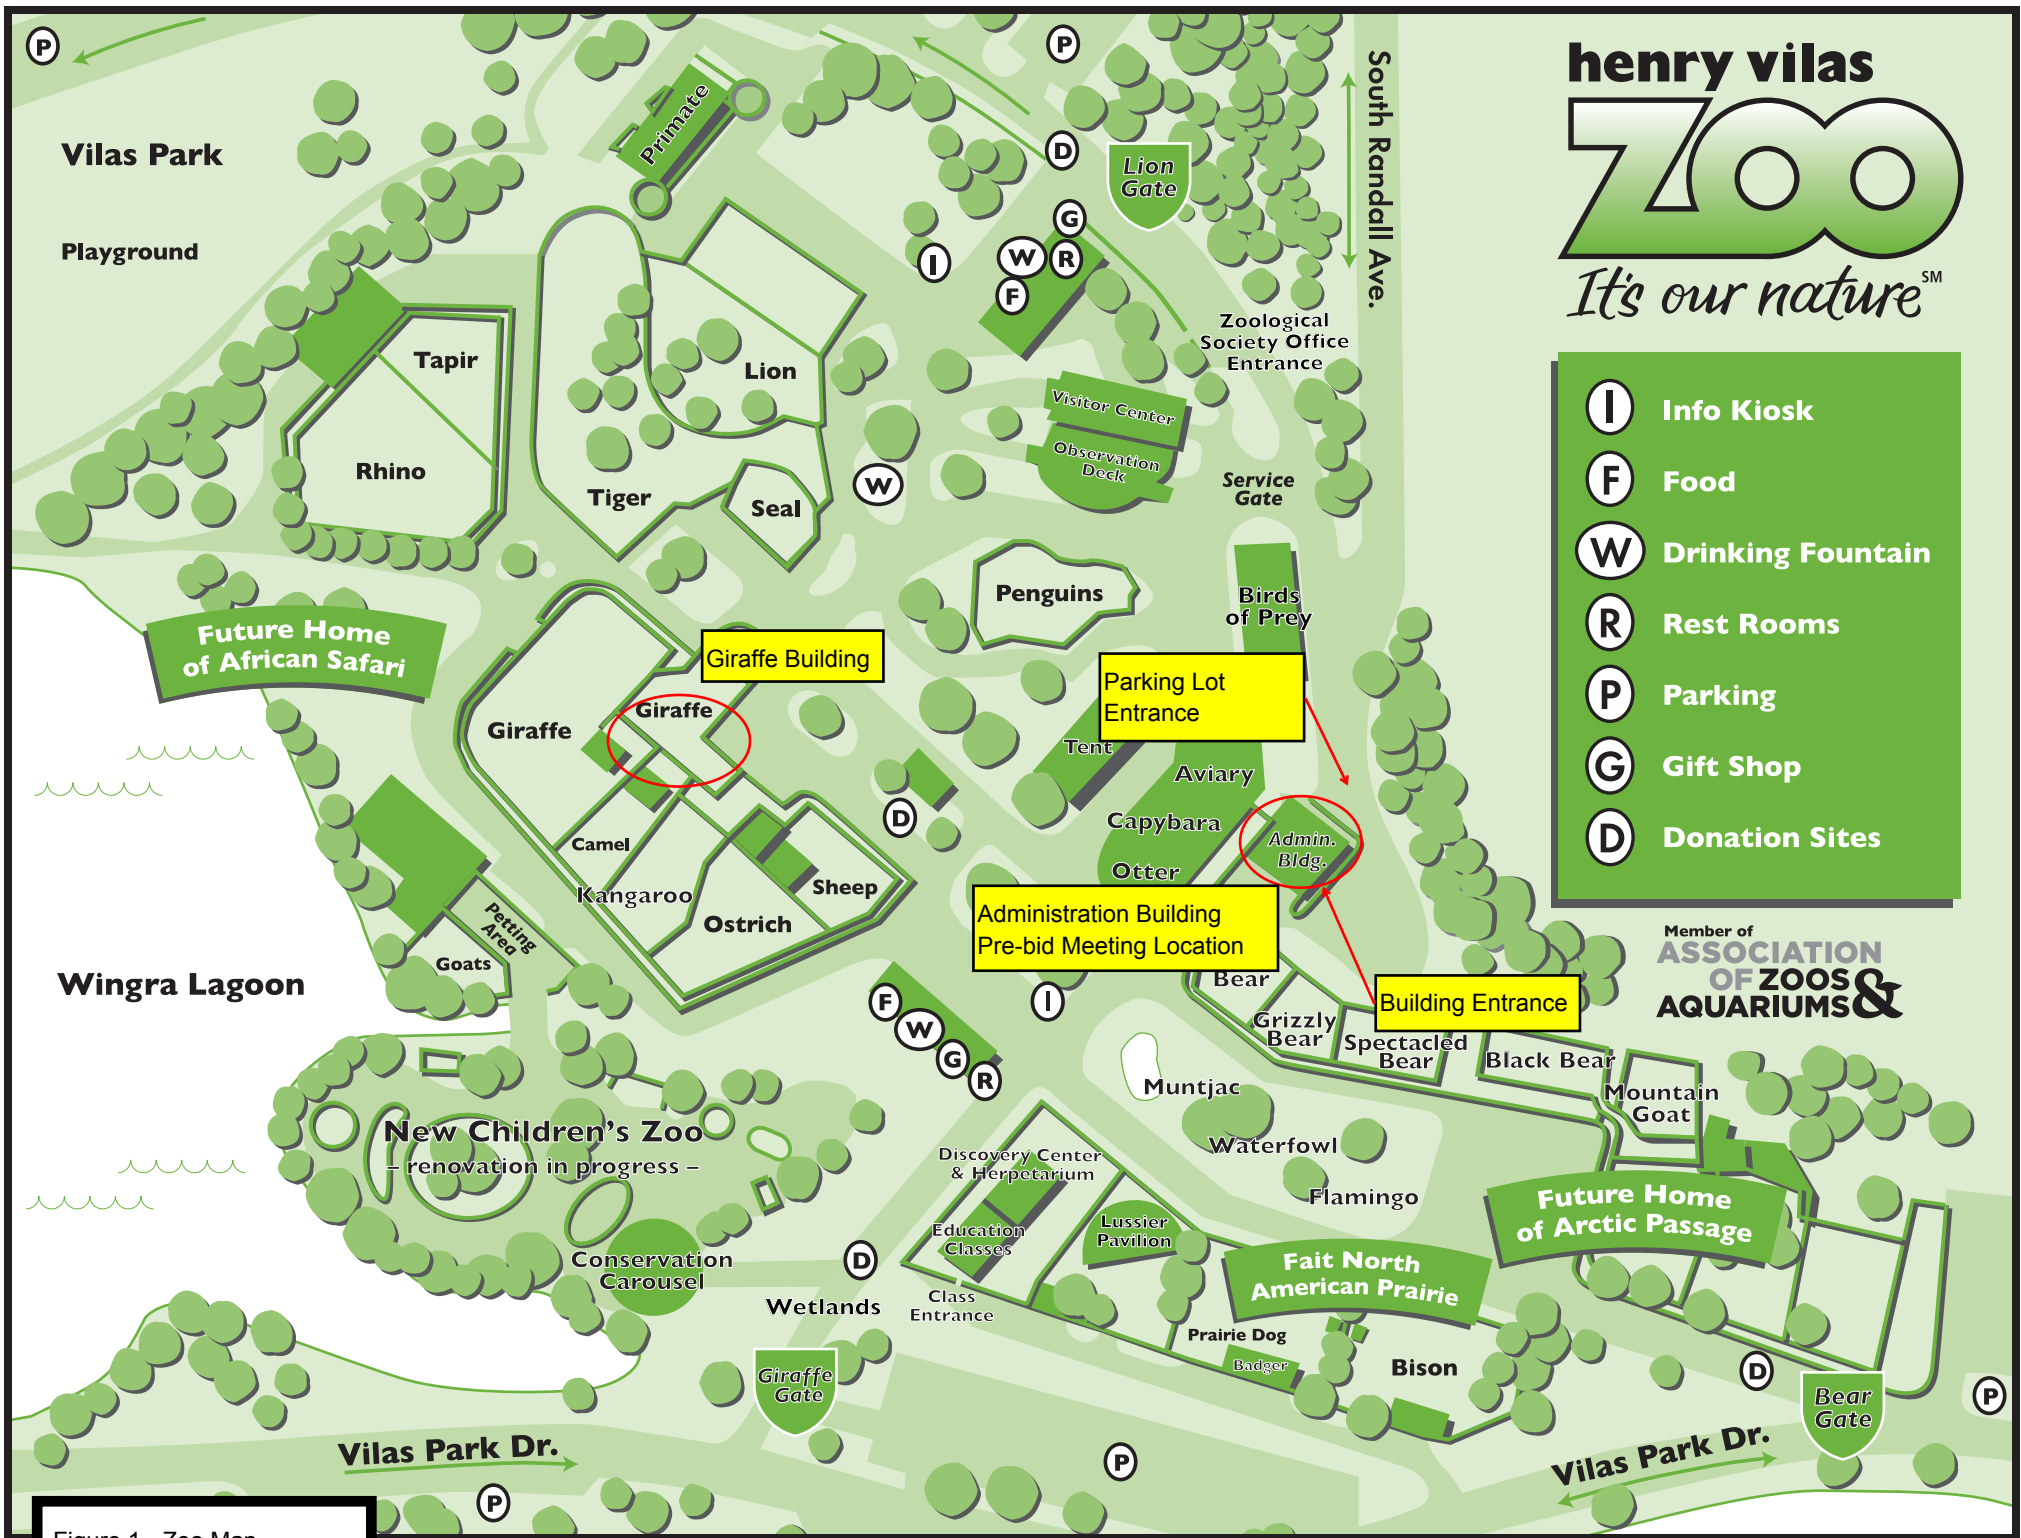 P
P
South Randall Ave.
henry vilas
ZOO
It's our nature SM
Vilas Park
Playground
Primate
D
Lion
Gate
G
W
R
I
F
Zoological
Society Office
Entrance
Tapir
Lion
Rhino
Tiger
Seal
W
Visitor Center
Observation
Deck
Service
Gate
I Info Kiosk
F Food
W Drinking Fountain
R Rest Rooms
P Parking
G Gift Shop
D Donation Sites
Penguins
Birds
of Prey
Future Home
of African Safari
Giraffe Building
Parking Lot
Entrance
Giraffe
Giraffe
Tent
Aviary
D
Capybara
Admin.
Bldg.
Camel
Otter
Kangaroo
Sheep
Ostrich
Petting
Area
Goats
Administration Building
Pre-bid Meeting Location
Member of
ASSOCIATION
OF ZOOS
AQUARIUMS &
Wingra Lagoon
Bear
Building Entrance
F
W
G
R
I
Grizzly
Bear
Spectacled
Bear
Black Bear
Mountain
Goat
Muntjac
New Children's Zoo
– renovation in progress –
Waterfowl
Discovery Center
& Herpetarium
Flamingo
Future Home
of Arctic Passage
Education
Classes
Lussier
Pavilion
Conservation
Carousel
D
Fait North
American Prairie
Wetlands
Class
Entrance
Prairie Dog
Badger
Bison
Giraffe
Gate
D
Bear
Gate
P
Vilas Park Dr.
P
Vilas Park Dr.
P
Figure 1 - Zoo Map